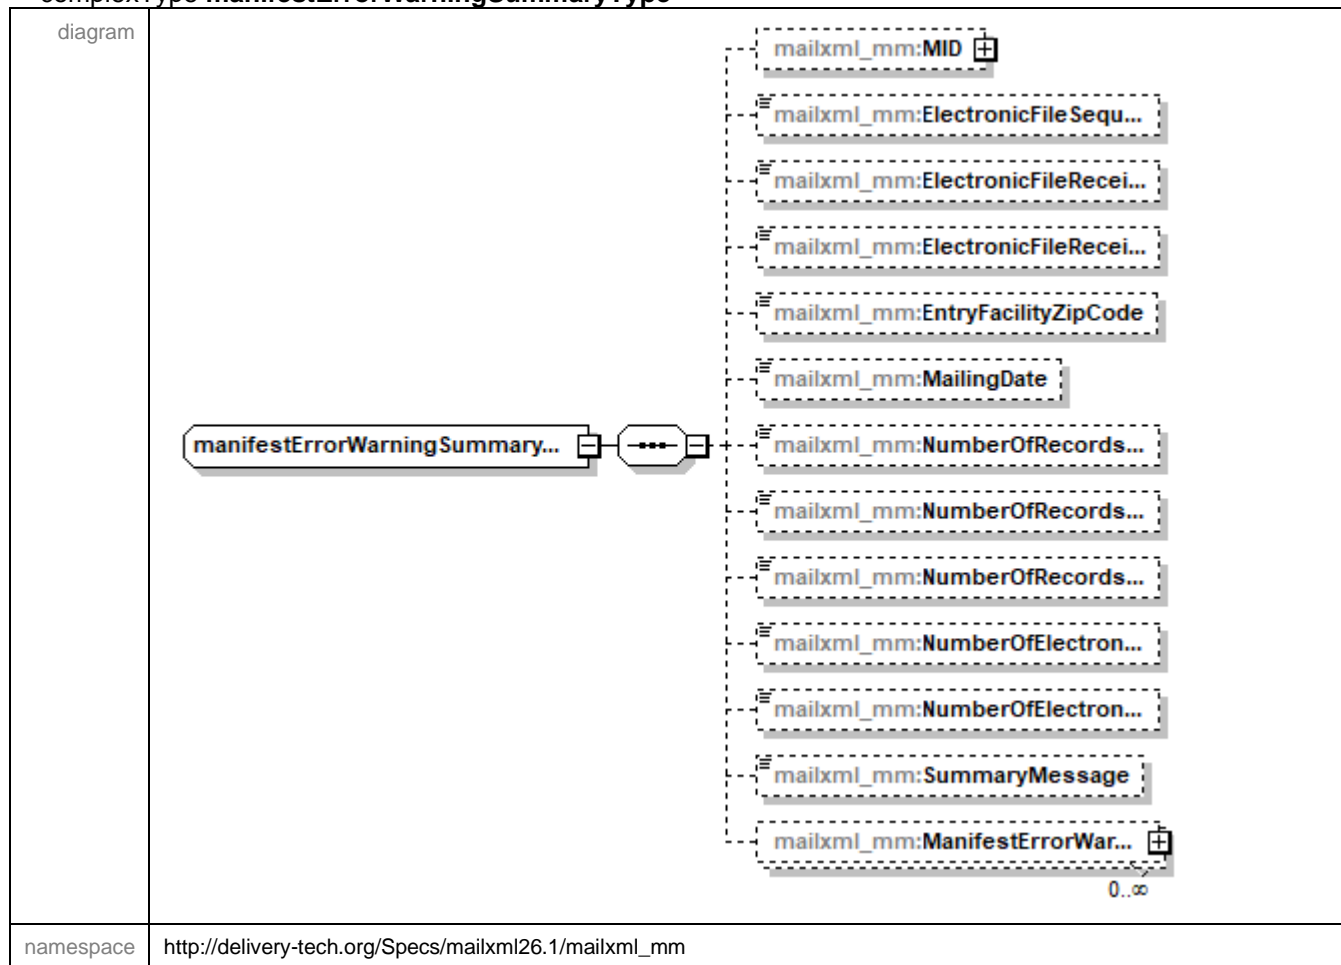 complexType manifestErrorWarningSummaryType
diagram
mailxml_mm:MID
mailxml_mm:ElectronicFileSequ...
mailxml_mm:ElectronicFileRecei...
mailxml_mm:ElectronicFileRecei...
mailxml_mm:EntryFacilityZipCode
mailxml_mm:MailingDate
manifestErrorWarningSummary...
mailxml_mm:NumberOfRecords...
mailxml_mm:NumberOfRecords...
mailxml_mm:NumberOfRecords...
mailxml_mm:NumberOfElectron...
mailxml_mm:NumberOfElectron...
mailxml_mm:SummaryMessage
mailxml_mm:ManifestErrorWar...
0..∞
namespace http://delivery-tech.org/Specs/mailxml26.1/mailxml_mm